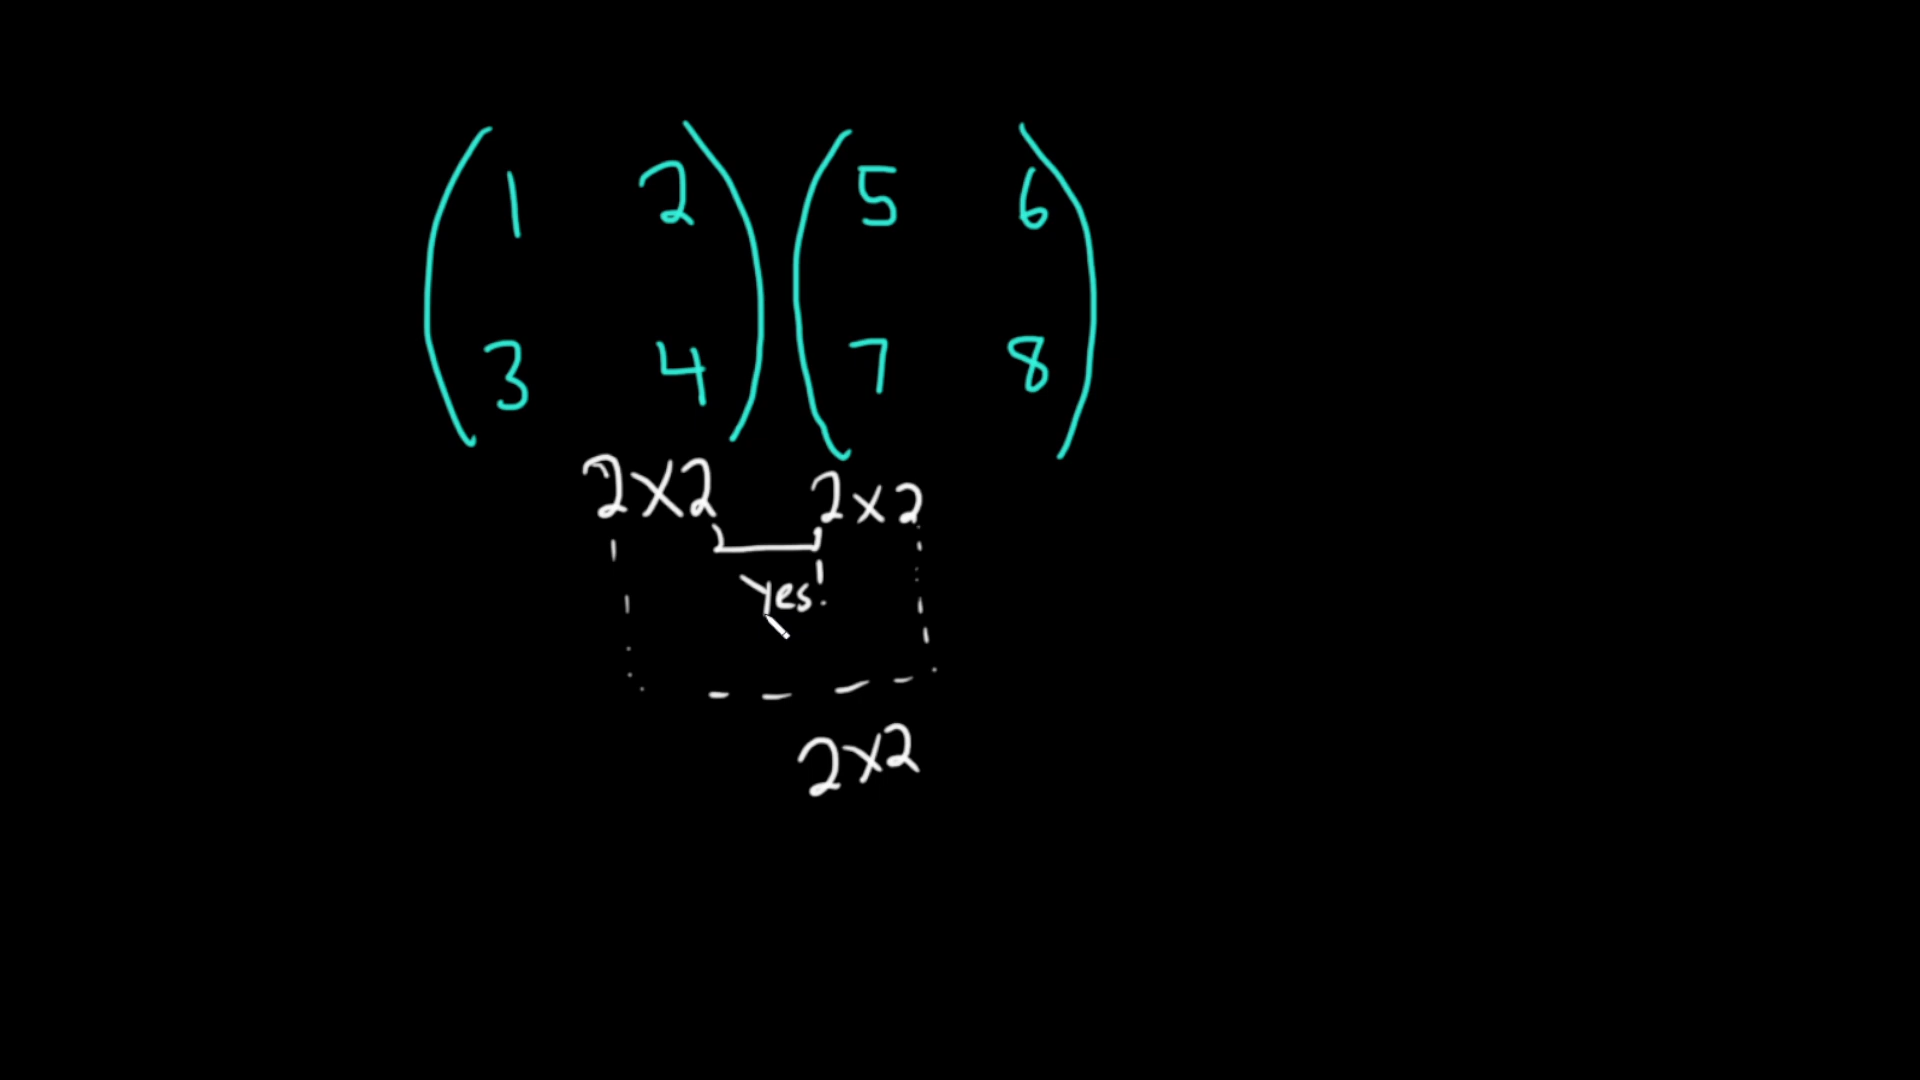 ( 1 2 ) ( 5 6 )
( 3 4 ) ( 7 8 )
2x2 2x2
Yes!
2x2